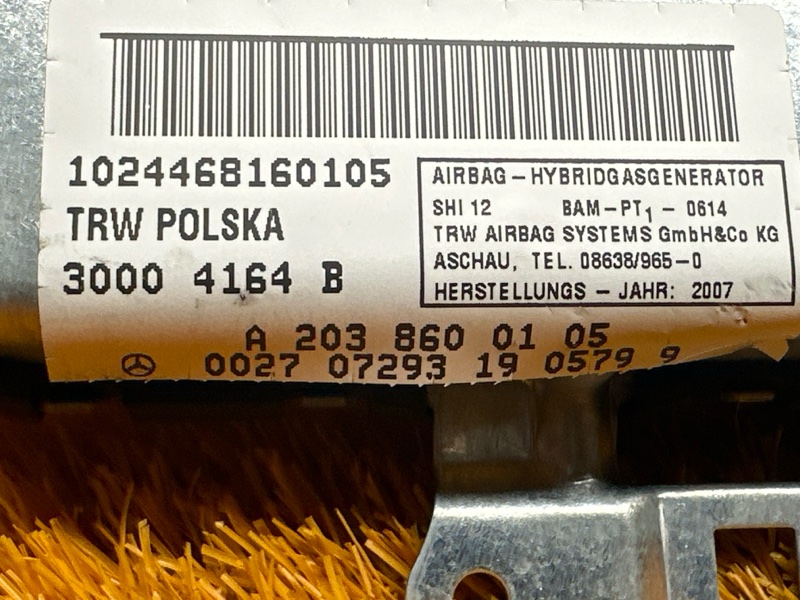 1024468160105
TRW POLSKA
3000 4164 B
AIRBAG – HYBRIDGASGENERATOR
SHI 12 BAM–PT1 – 0614
TRW AIRBAG SYSTEMS GmbH&Co KG
ASCHAU, TEL. 08638/965–0
HERSTELLUNGS – JAHR: 2007
A 203 860 01 05
0027 07293 19 0579 9